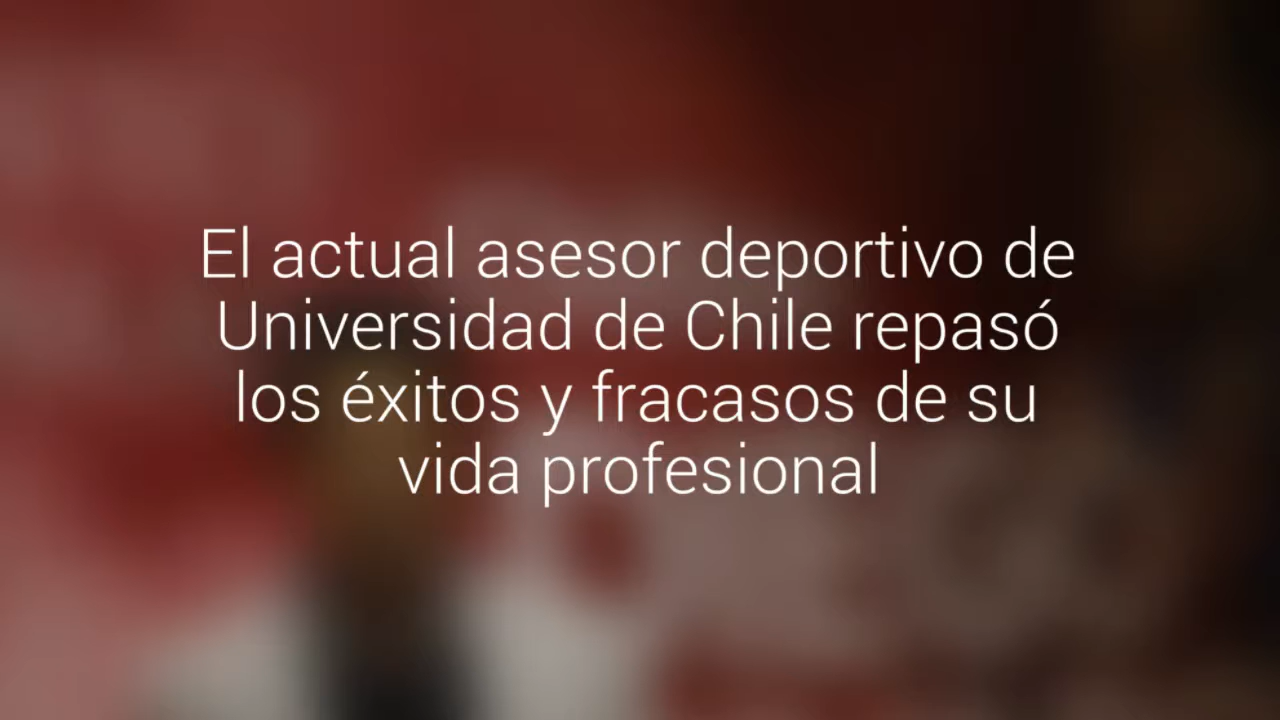 El actual asesor deportivo de
Universidad de Chile repasó
los éxitos y fracasos de su
vida profesional